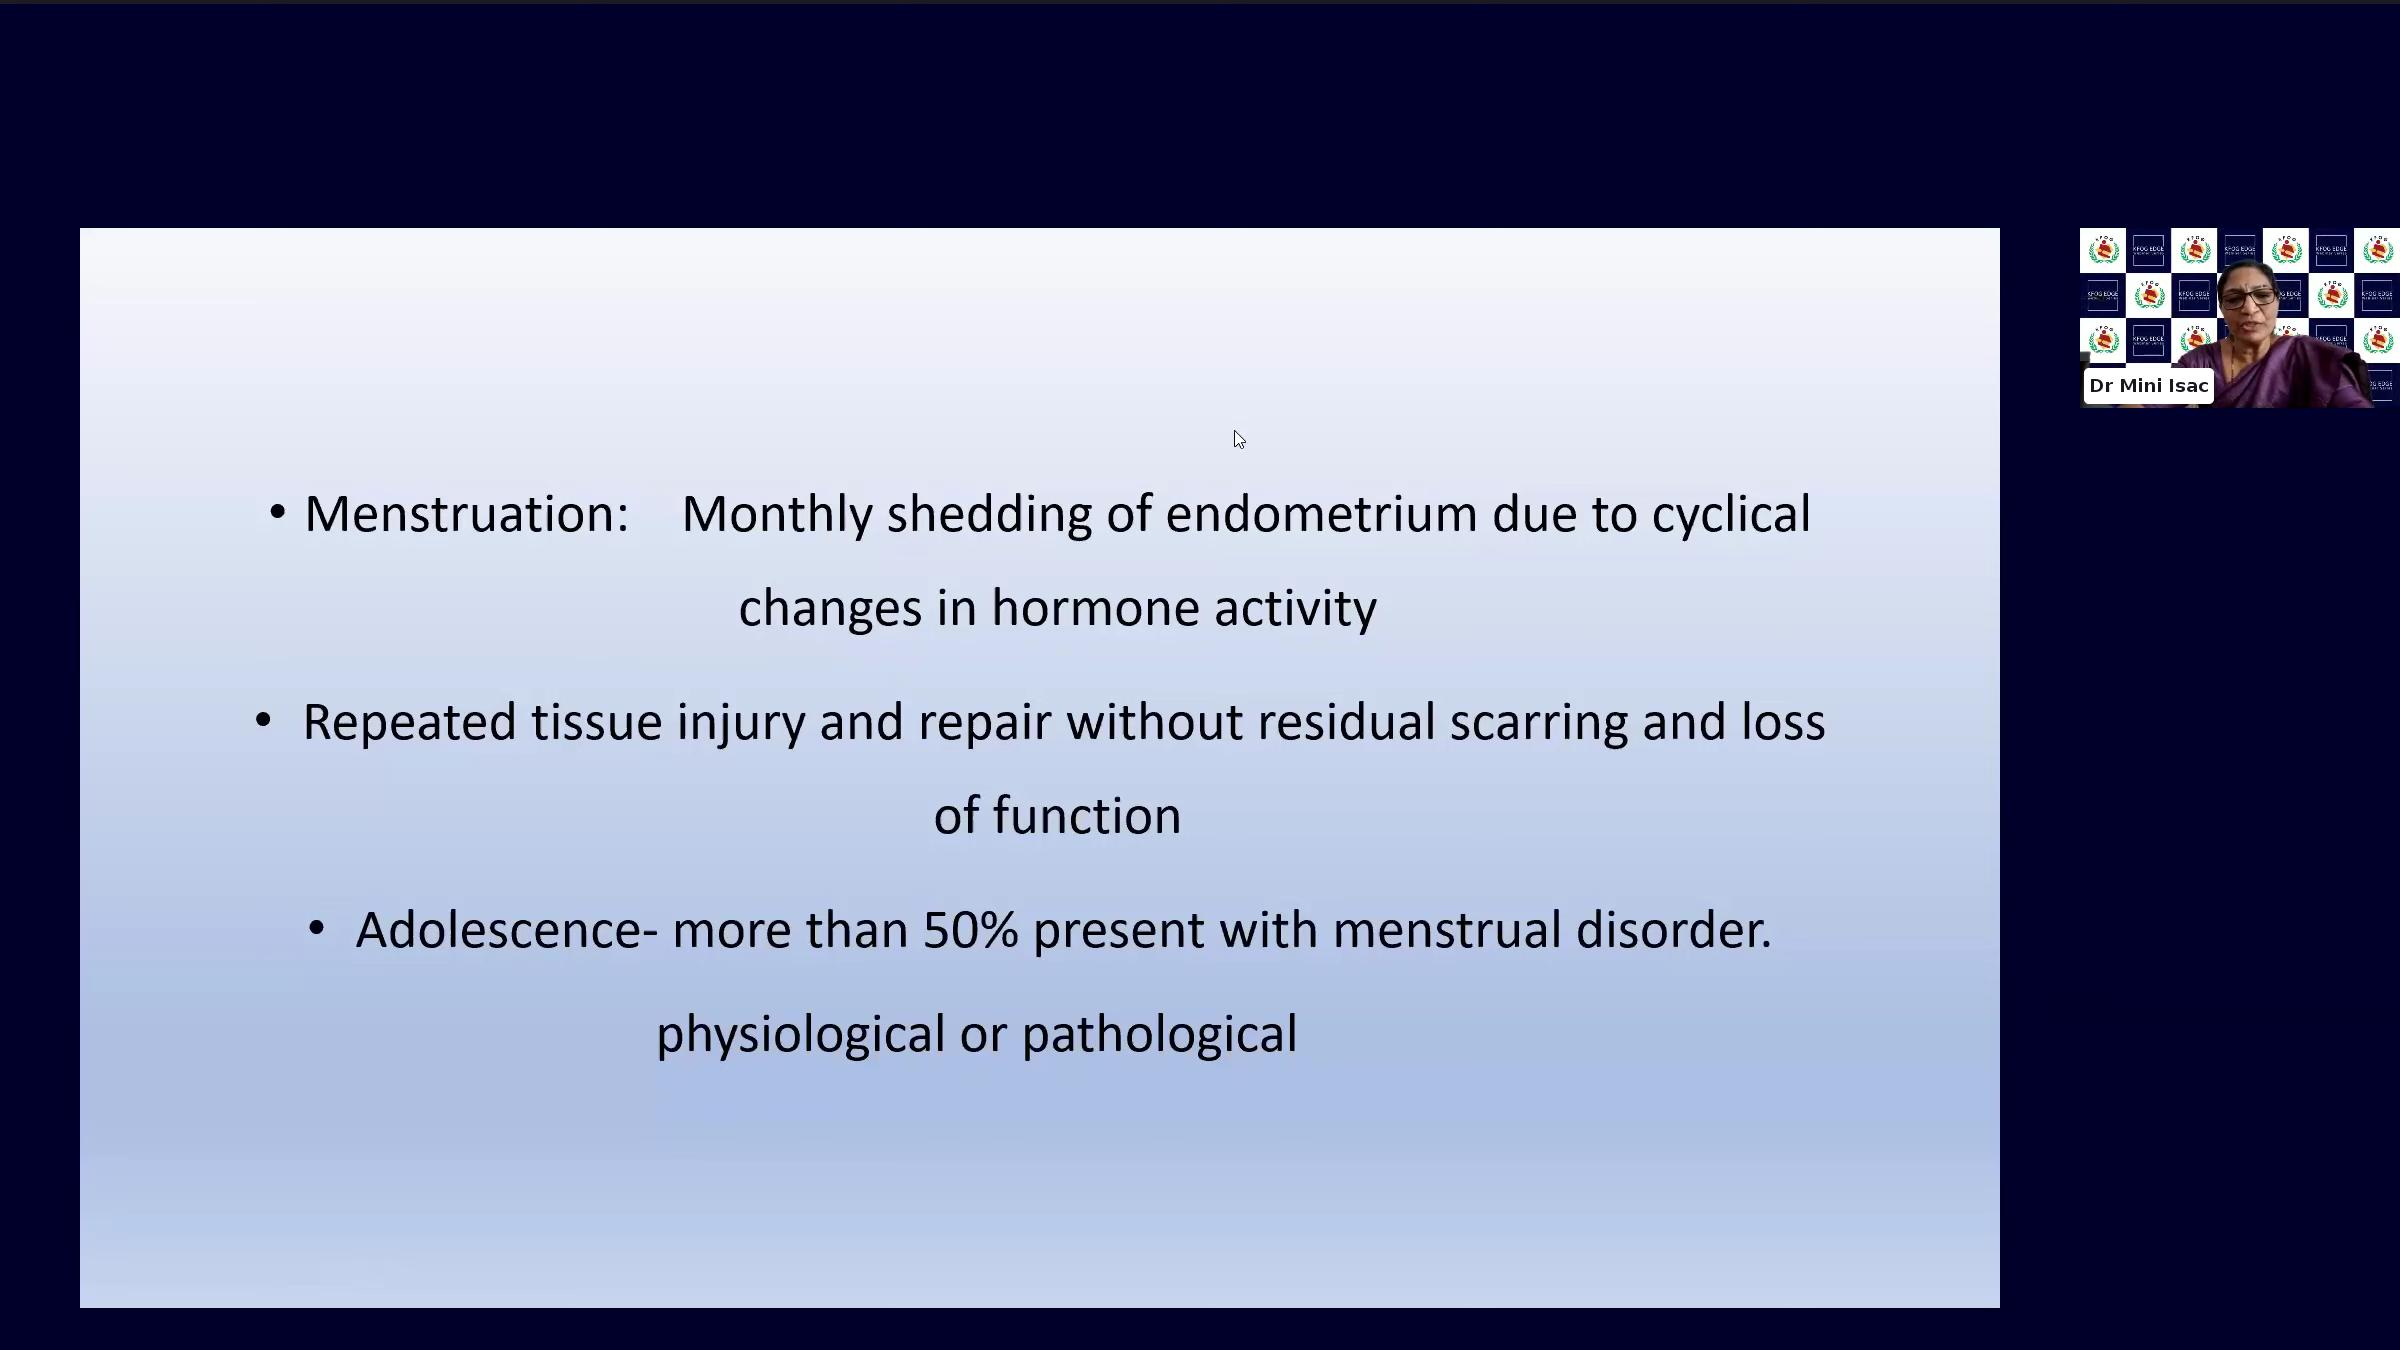 • Menstruation: Monthly shedding of endometrium due to cyclical
changes in hormone activity
• Repeated tissue injury and repair without residual scarring and loss
of function
• Adolescence- more than 50% present with menstrual disorder.
physiological or pathological
KFOG EDGE
Dr Mini Isac